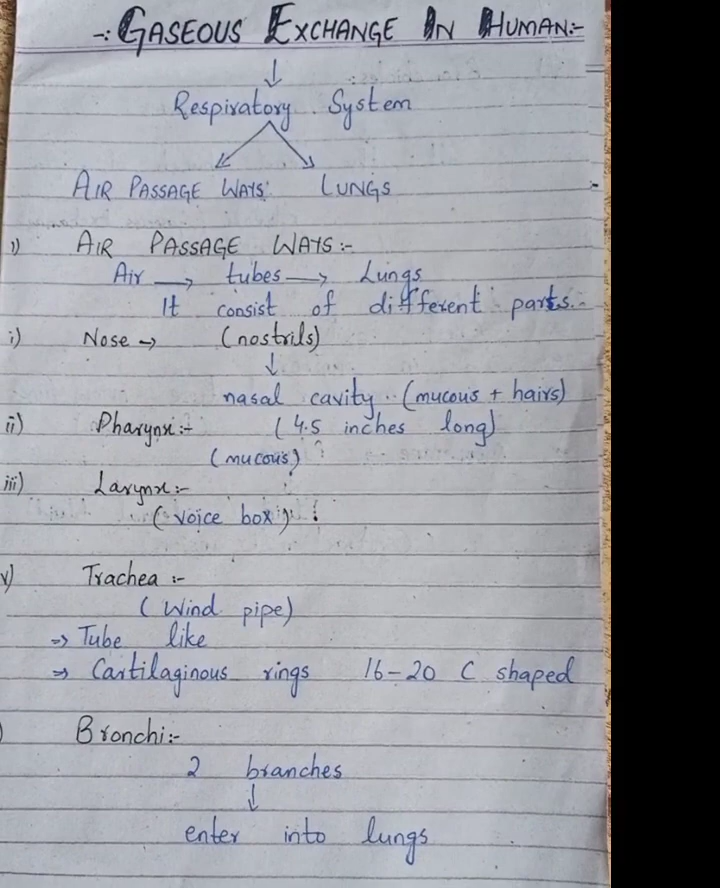 -: GASEOUS EXCHANGE IN HUMAN:-
↓
Respiratory System
AIR PASSAGE WAYS LUNGS
i) AIR PASSAGE WAYS:-
Air → tubes → Lungs
It consist of different parts.
i) Nose → (nostrils)
↓
nasal cavity (mucous + hairs)
ii) Pharynx:- (4.5 inches long)
(mucous)
iii) Larynx:-
(voice box)
v) Trachea :-
(Wind pipe)
⇒ Tube like
⇒ Cartilaginous rings 16-20 C shaped
) Bronchi:-
2 branches
↓
enter into lungs